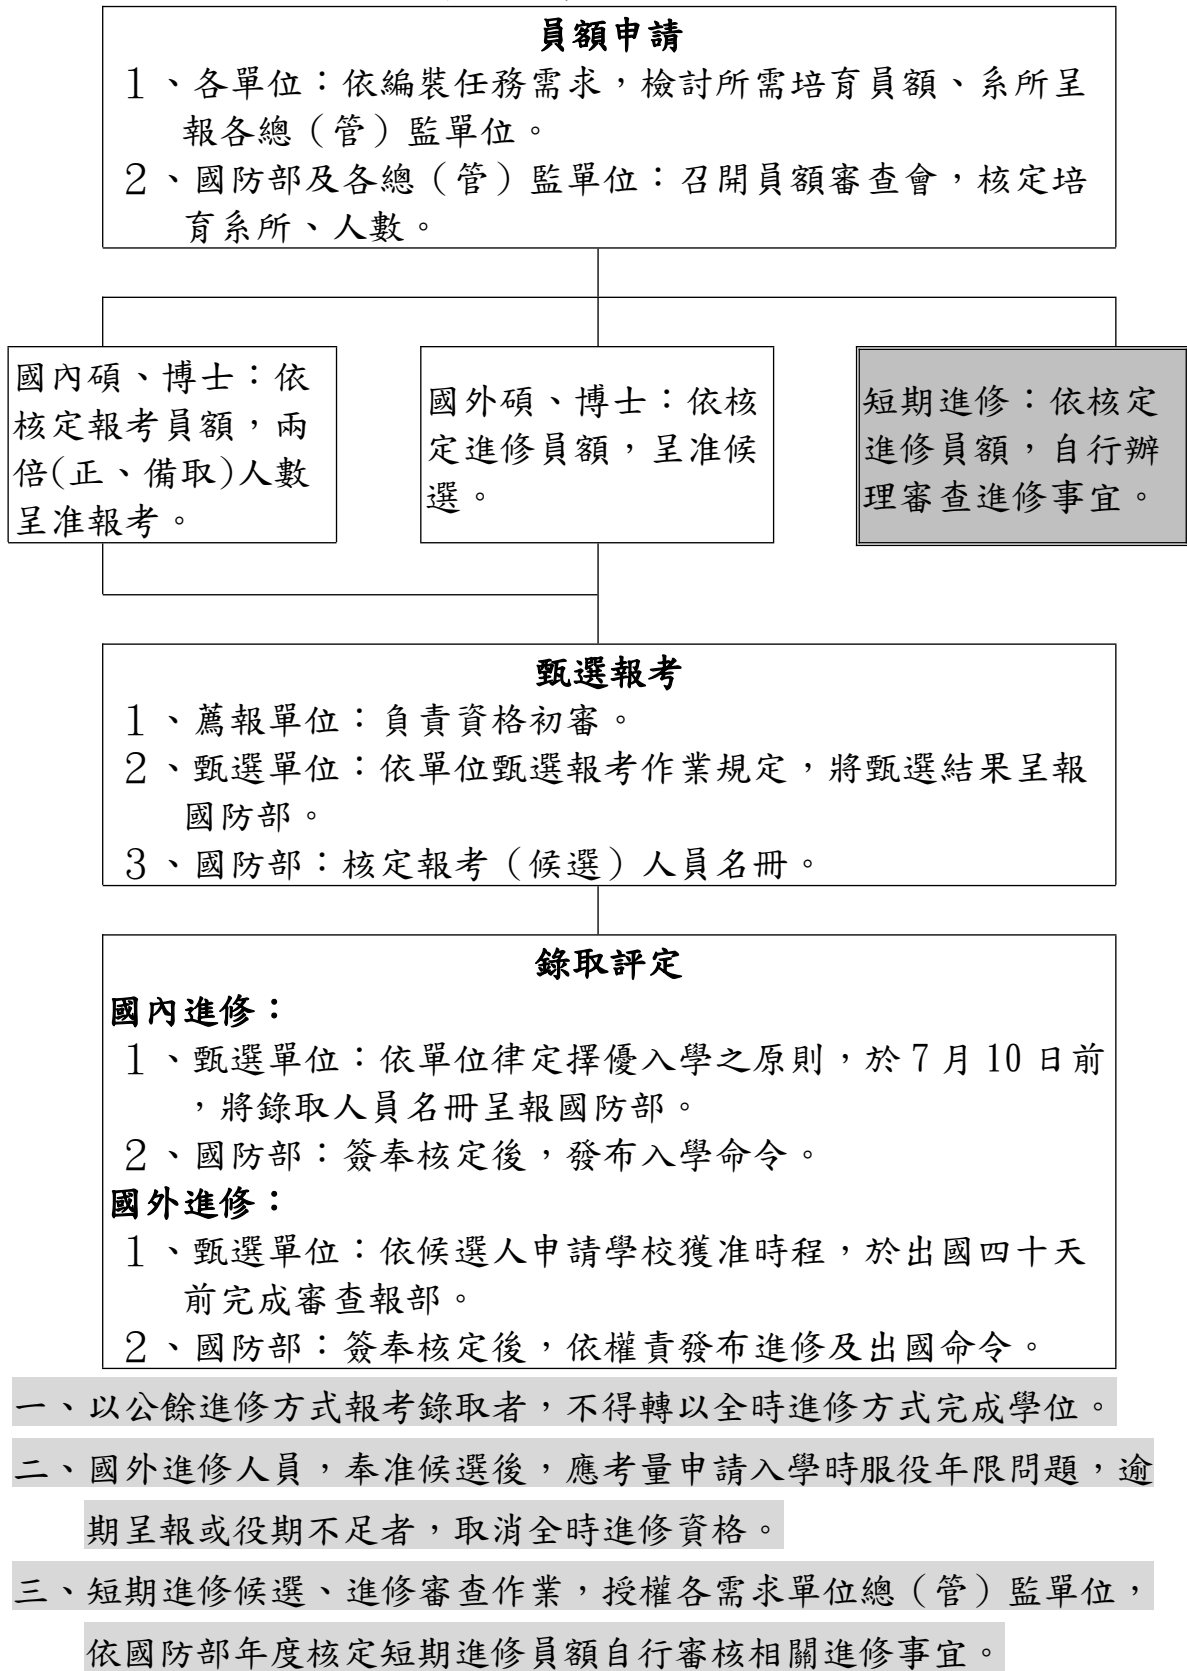 員額申請
１、各單位：依編裝任務需求，檢討所需培育員額、系所呈
報各總（管）監單位。
２、國防部及各總（管）監單位：召開員額審查會，核定培
育系所、人數。
國內碩、博士：依
核定報考員額，兩
倍(正、備取)人數
呈准報考。
國外碩、博士：依核
定進修員額，呈准候
選。
短期進修：依核定
進修員額，自行辦
理審查進修事宜。
甄選報考
１、薦報單位：負責資格初審。
２、甄選單位：依單位甄選報考作業規定，將甄選結果呈報
國防部。
３、國防部：核定報考（候選）人員名冊。
錄取評定
國內進修：
１、甄選單位：依單位律定擇優入學之原則，於 7 月 10 日前
，將錄取人員名冊呈報國防部。
２、國防部：簽奉核定後，發布入學命令。
國外進修：
１、甄選單位：依候選人申請學校獲准時程，於出國四十天
前完成審查報部。
２、國防部：簽奉核定後，依權責發布進修及出國命令。
一、以公餘進修方式報考錄取者，不得轉以全時進修方式完成學位。
二、國外進修人員，奉准候選後，應考量申請入學時服役年限問題，逾
期呈報或役期不足者，取消全時進修資格。
三、短期進修候選、進修審查作業，授權各需求單位總（管）監單位，
依國防部年度核定短期進修員額自行審核相關進修事宜。